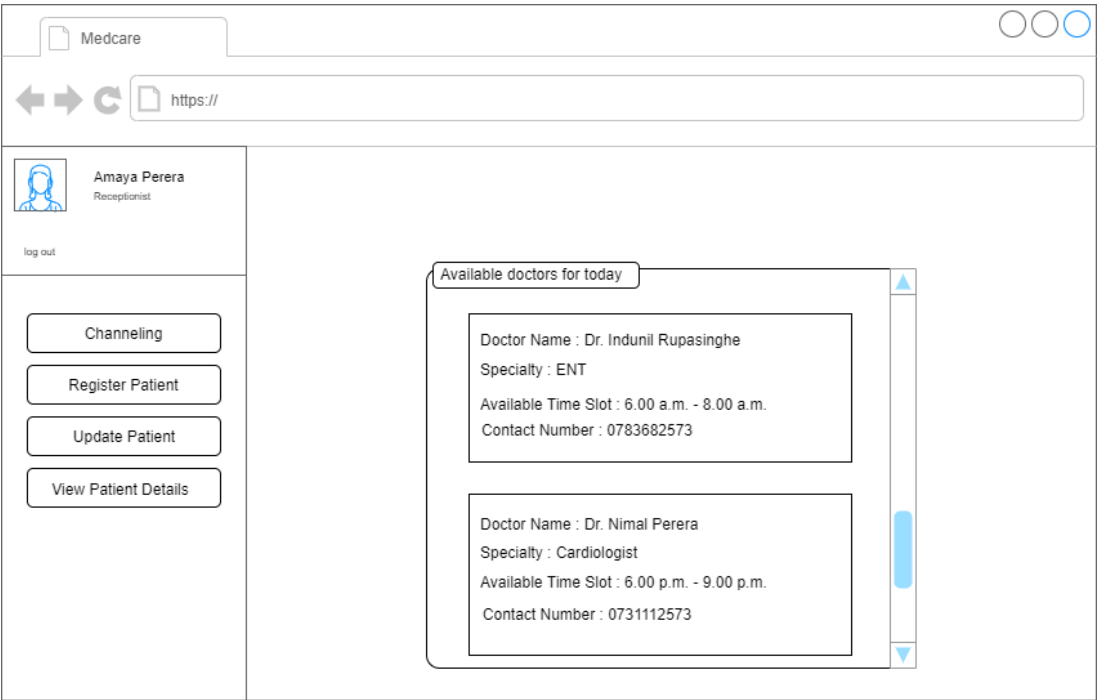 Medcare
https://
Amaya Perera
Receptionist
log out
Channeling
Register Patient
Update Patient
View Patient Details
Available doctors for today
Doctor Name : Dr. Indunil Rupasinghe
Specialty : ENT
Available Time Slot : 6.00 a.m. - 8.00 a.m.
Contact Number : 0783682573
Doctor Name : Dr. Nimal Perera
Specialty : Cardiologist
Available Time Slot : 6.00 p.m. - 9.00 p.m.
Contact Number : 0731112573